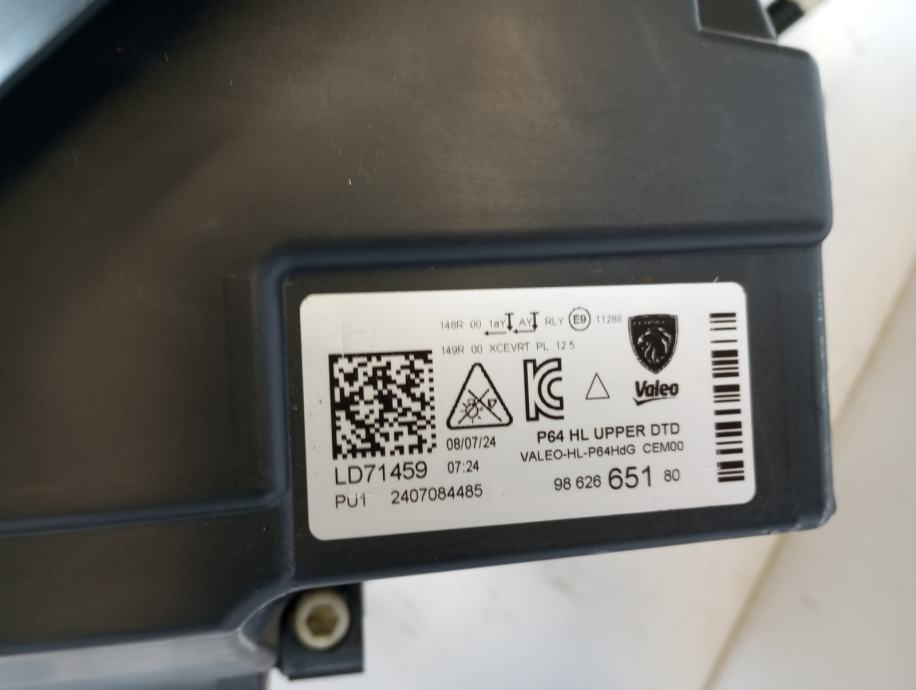 148R 00 1aY AY RLY E9 11288
149R 00 XCEVRT PL 12.5
PEUGEOT
Valeo
08/07/24
07:24
LD71459
PU1 2407084485
P64 HL UPPER DTD
VALEO-HL-P64HdG CEM00
98 626 651 80